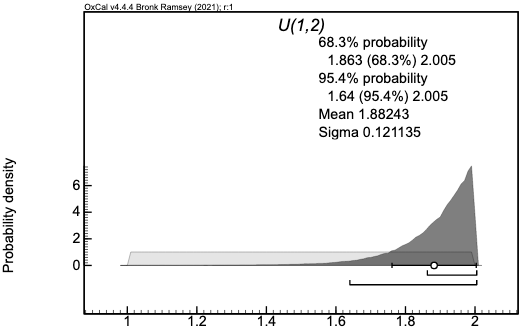 OxCal v4.4.4 Bronk Ramsey (2021); r:1
U(1,2)
68.3% probability
1.863 (68.3%) 2.005
95.4% probability
1.64 (95.4%) 2.005
Mean 1.88243
Sigma 0.121135
Probability density
6
4
2
0
1 1.2 1.4 1.6 1.8 2